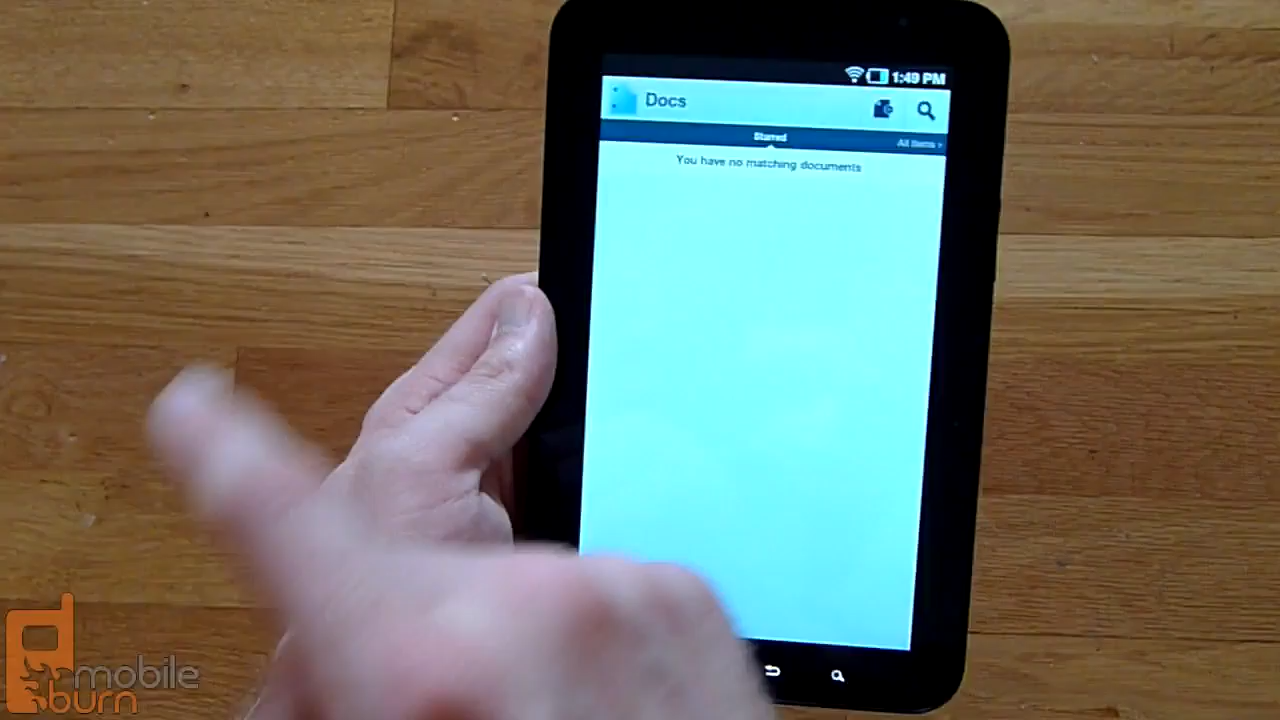 1:49 PM
Docs
Starred
All items >
You have no matching documents
mobile
burn